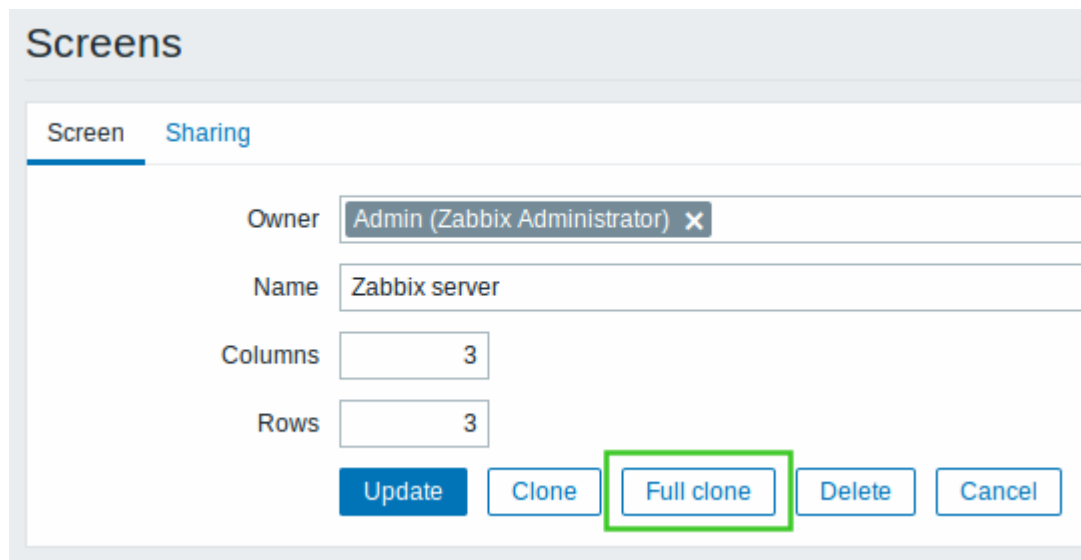 Screens
Screen Sharing
Owner Admin (Zabbix Administrator) ×
Name Zabbix server
Columns 3
Rows 3
Update Clone Full clone Delete Cancel